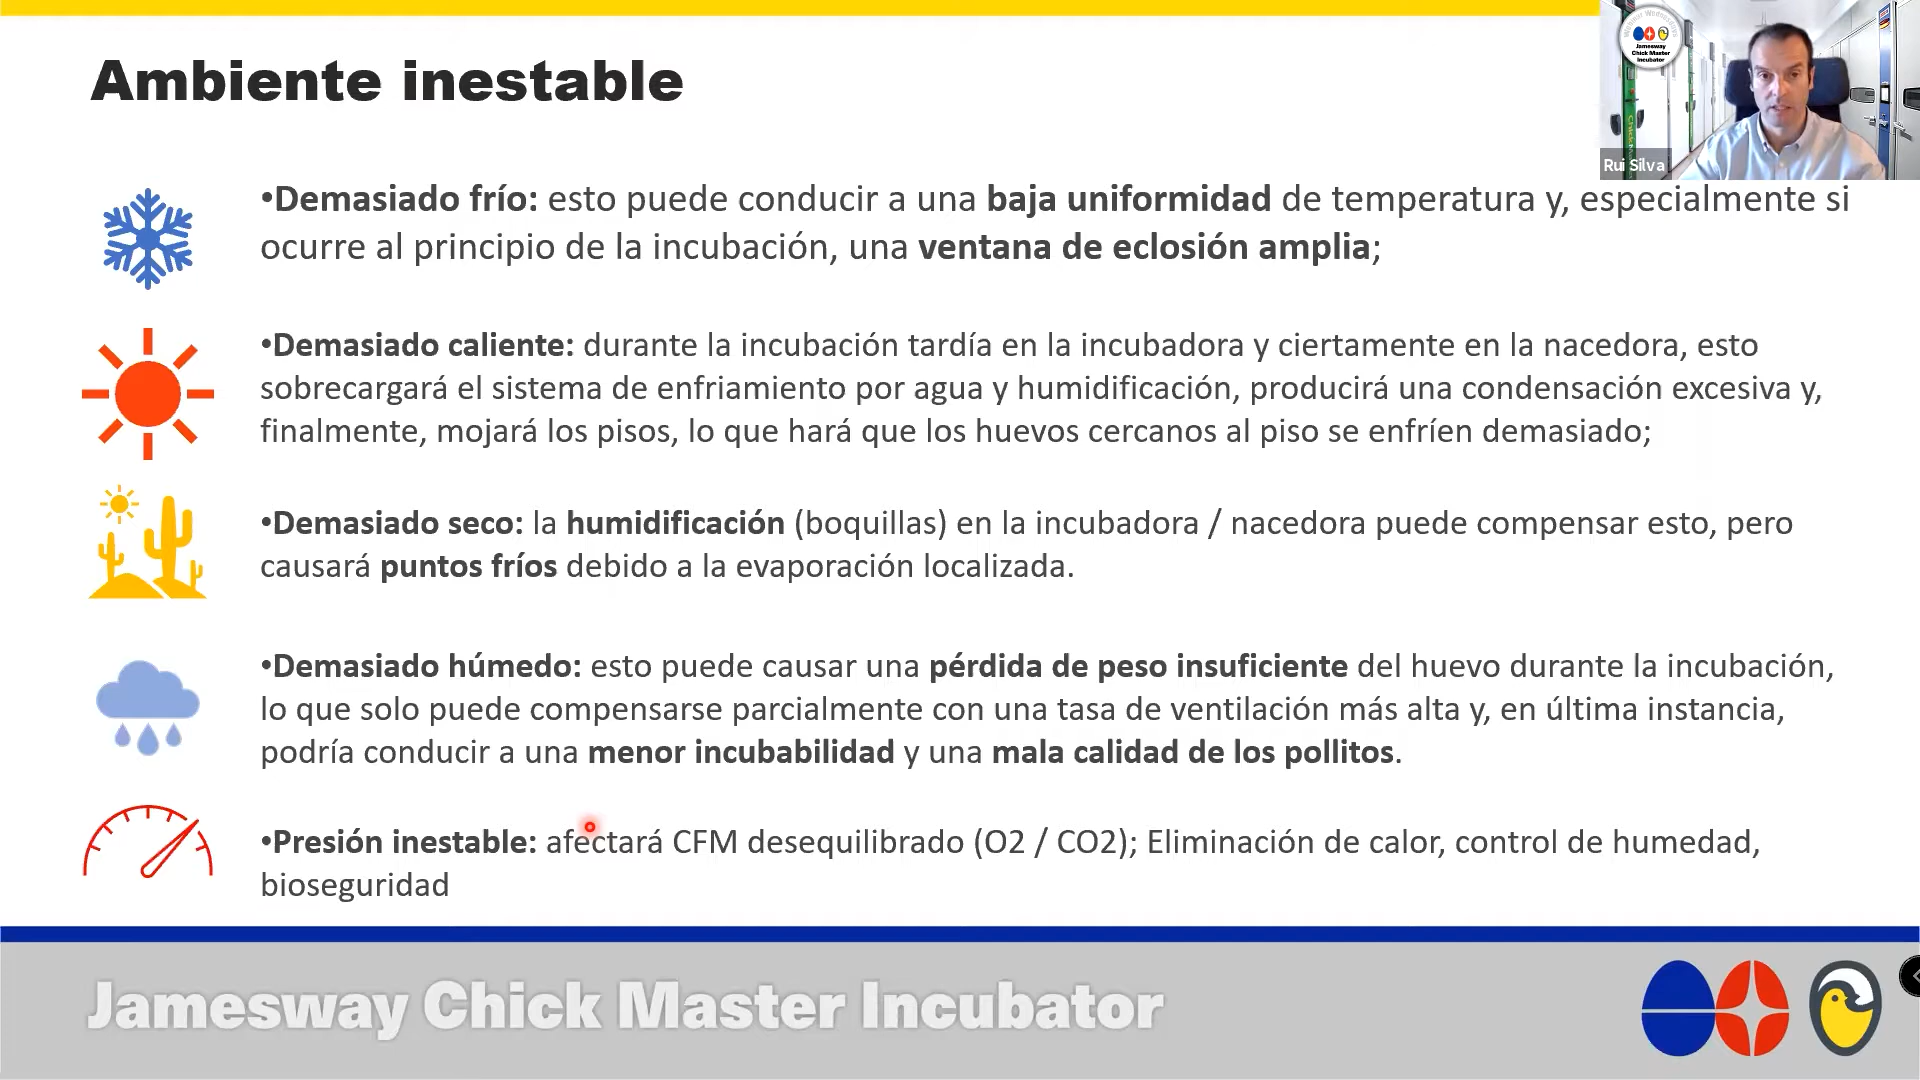 Ambiente inestable
Jamesway
Chick Master
Incubator
Rui Silva
•Demasiado frío: esto puede conducir a una baja uniformidad de temperatura y, especialmente si
ocurre al principio de la incubación, una ventana de eclosión amplia;
•Demasiado caliente: durante la incubación tardía en la incubadora y ciertamente en la nacedora, esto
sobrecargará el sistema de enfriamiento por agua y humidificación, producirá una condensación excesiva y,
finalmente, mojará los pisos, lo que hará que los huevos cercanos al piso se enfríen demasiado;
•Demasiado seco: la humidificación (boquillas) en la incubadora / nacedora puede compensar esto, pero
causará puntos fríos debido a la evaporación localizada.
•Demasiado húmedo: esto puede causar una pérdida de peso insuficiente del huevo durante la incubación,
lo que solo puede compensarse parcialmente con una tasa de ventilación más alta y, en última instancia,
podría conducir a una menor incubabilidad y una mala calidad de los pollitos.
•Presión inestable: afectará CFM desequilibrado (O2 / CO2); Eliminación de calor, control de humedad,
bioseguridad
Jamesway Chick Master Incubator